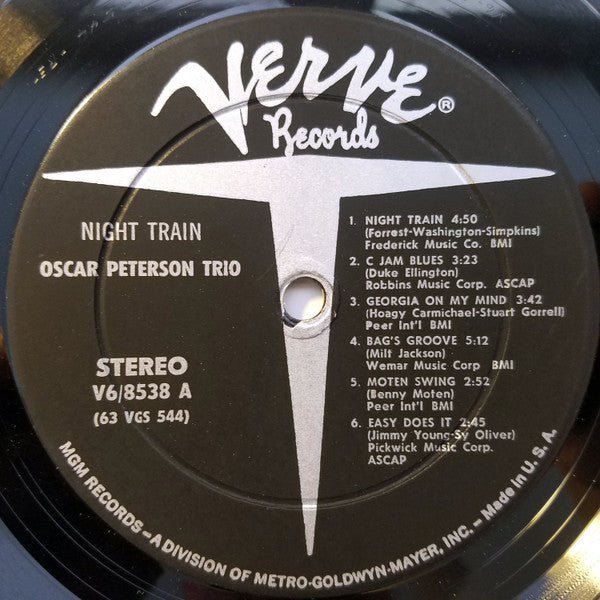 Verve®
Records
NIGHT TRAIN
OSCAR PETERSON TRIO
STEREO
V6/8538 A
(63 VGS 544)
1. NIGHT TRAIN 4:50
(Forrest-Washington-Simpkins)
Frederick Music Co. BMI
2. C JAM BLUES 3:23
(Duke Ellington)
Robbins Music Corp. ASCAP
3. GEORGIA ON MY MIND 3:42
(Hoagy Carmichael-Stuart Gorrell)
Peer Int'l BMI
4. BAG'S GROOVE 5:12
(Milt Jackson)
Wemar Music Corp BMI
5. MOTEN SWING 2:52
(Benny Moten)
Peer Int'l BMI
6. EASY DOES IT 2:45
(Jimmy Young-Sy Oliver)
Pickwick Music Corp.
ASCAP
MGM RECORDS–A DIVISION OF METRO-GOLDWYN-MAYER, INC. – Made in U. S. A.